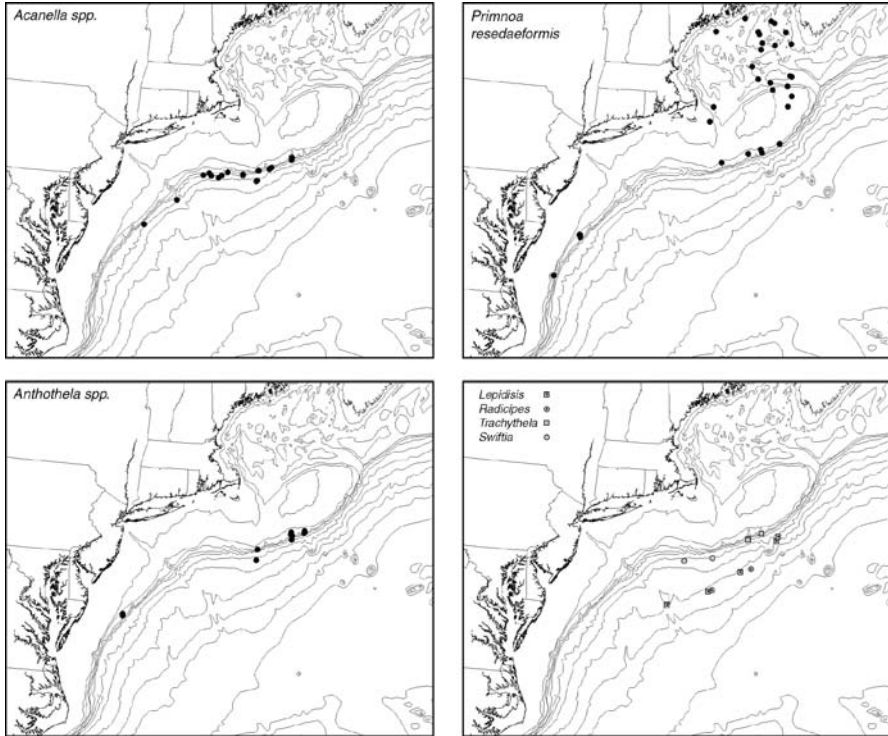 Acanella spp.
Primnoa
resedaeformis
Anthothela spp.
Lepidisis
Radicipes
Trachythela
Swiftia